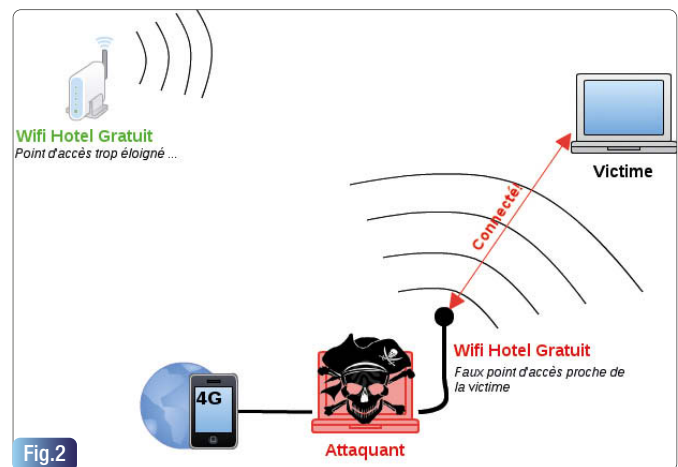 Wifi Hotel Gratuit
Point d'accès trop éloigné ...
Victime
Connecté!
Wifi Hotel Gratuit
Faux point d'accès proche de
la victime
4G
Attaquant
Fig.2